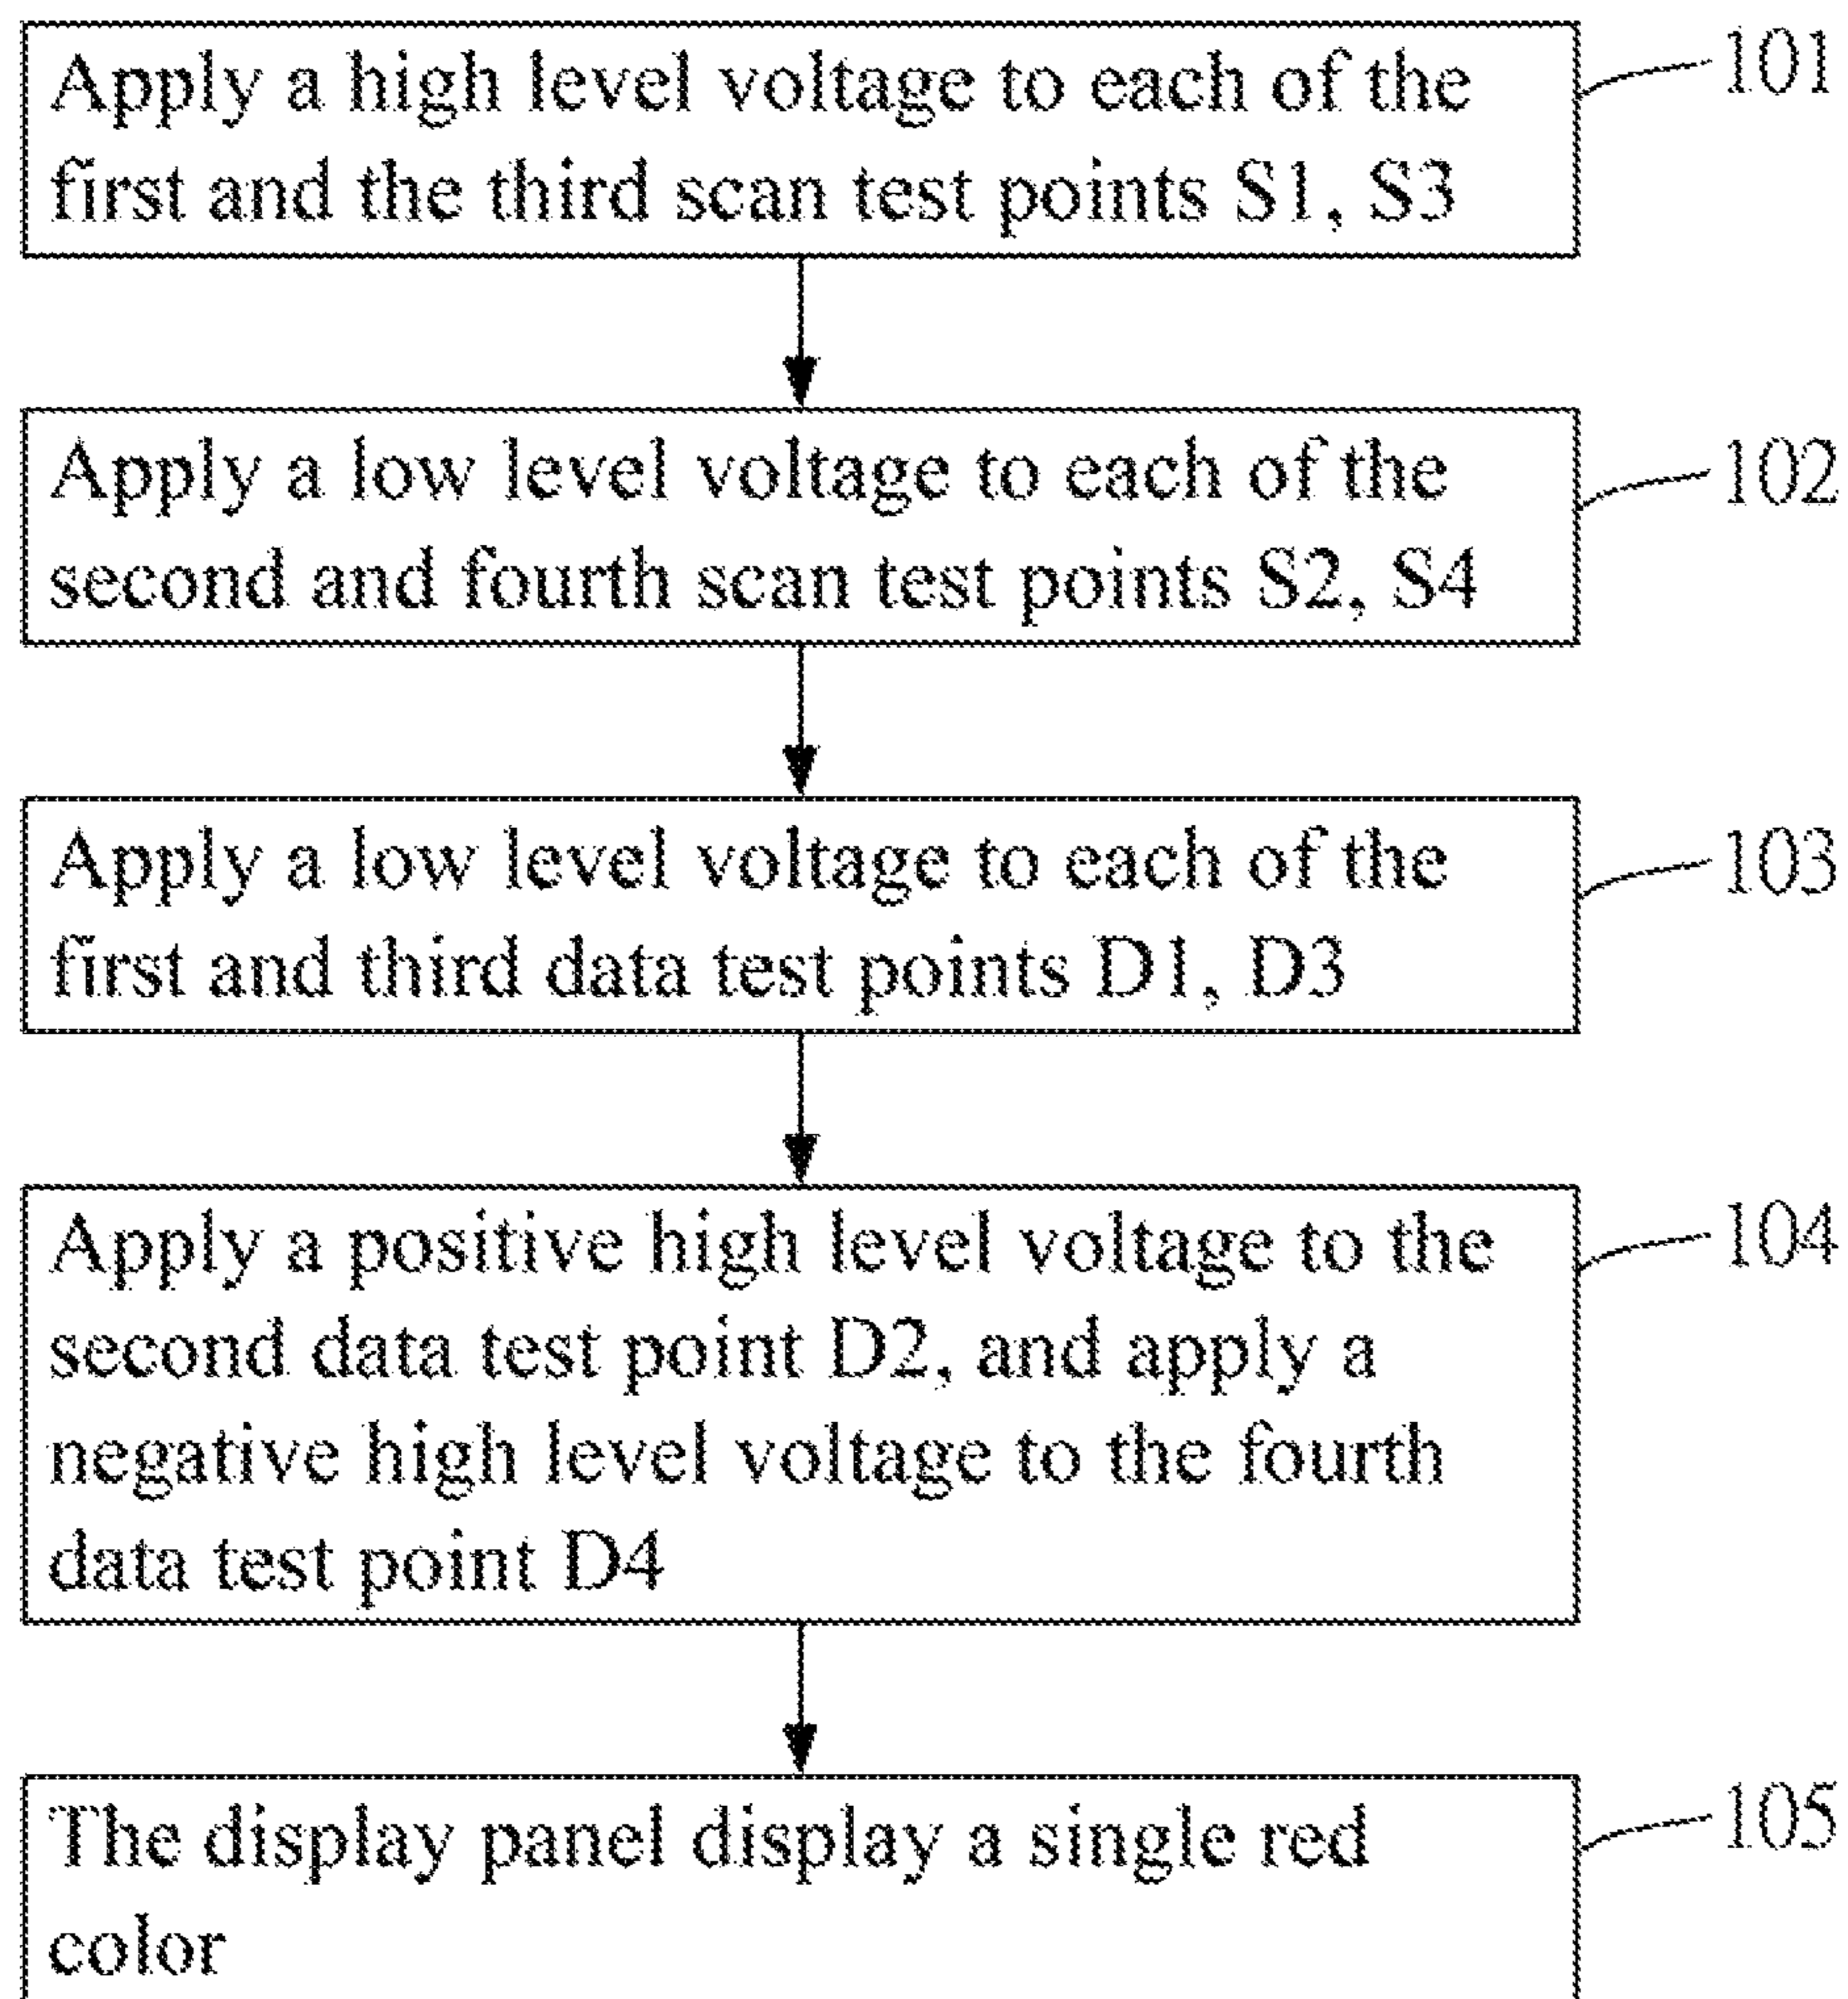 Apply a high level voltage to each of the
first and the third scan test points S1, S3
101
Apply a low level voltage to each of the
second and fourth scan test points S2, S4
102
Apply a low level voltage to each of the
first and third data test points D1, D3
103
Apply a positive high level voltage to the
second data test point D2, and apply a
negative high level voltage to the fourth
data test point D4
104
The display panel display a single red
color
105